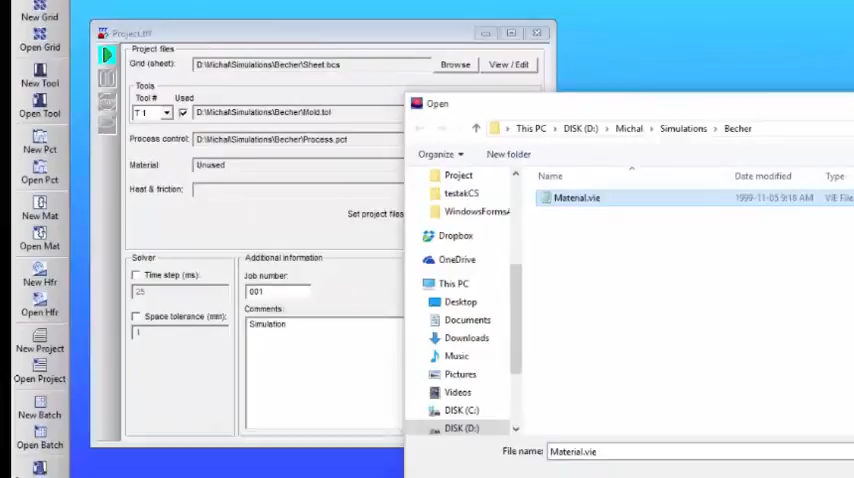 New Grid
Open Grid
New Tool
Open Tool
New Pct
Open Pct
New Mat
Open Mat
New Hfr
Open Hfr
New Project
Open Project
New Batch
Open Batch
Project files
Grid (sheet): D:\Michal\Simulations\Becher\Sheet.bcs Browse View / Edit
Tools
Tool # Used
T 1 D:\Michal\Simulations\Becher\Mold.tol
Process control: D:\Michal\Simulations\Becher\Process.pct
Material: Unused
Heat & friction:
Set project files
Solver
Time step (ms):
25
Space tolerance (mm):
1
Additional information
Job number:
001
Comments:
Simulation
Open
This PC > DISK (D:) > Michal > Simulations > Becher
Organize New folder
Project
testakCS
WindowsFormsA
Dropbox
OneDrive
This PC
Desktop
Documents
Downloads
Music
Pictures
Videos
DISK (C:)
DISK (D:)
Name Date modified Type
Material.vie 1999-11-05 9:18 AM VIE File
File name: Material.vie